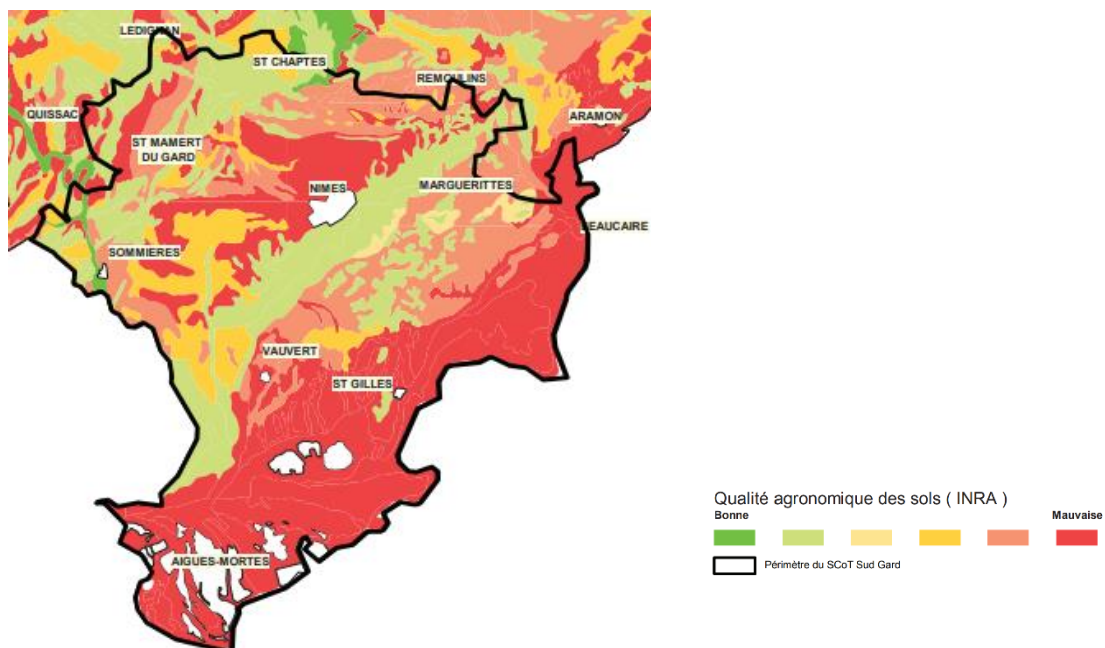 LEDIGNAN
ST CHAPTES
REMOULINS
QUISSAC
ARAMON
ST MAMERT
DU GARD
NIMES
MARGUERITTES
BEAUCAIRE
SOMMIERES
VAUVERT
ST GILLES
AIGUES-MORTES
Qualité agronomique des sols ( INRA )
Bonne
Mauvaise
Périmètre du SCoT Sud Gard